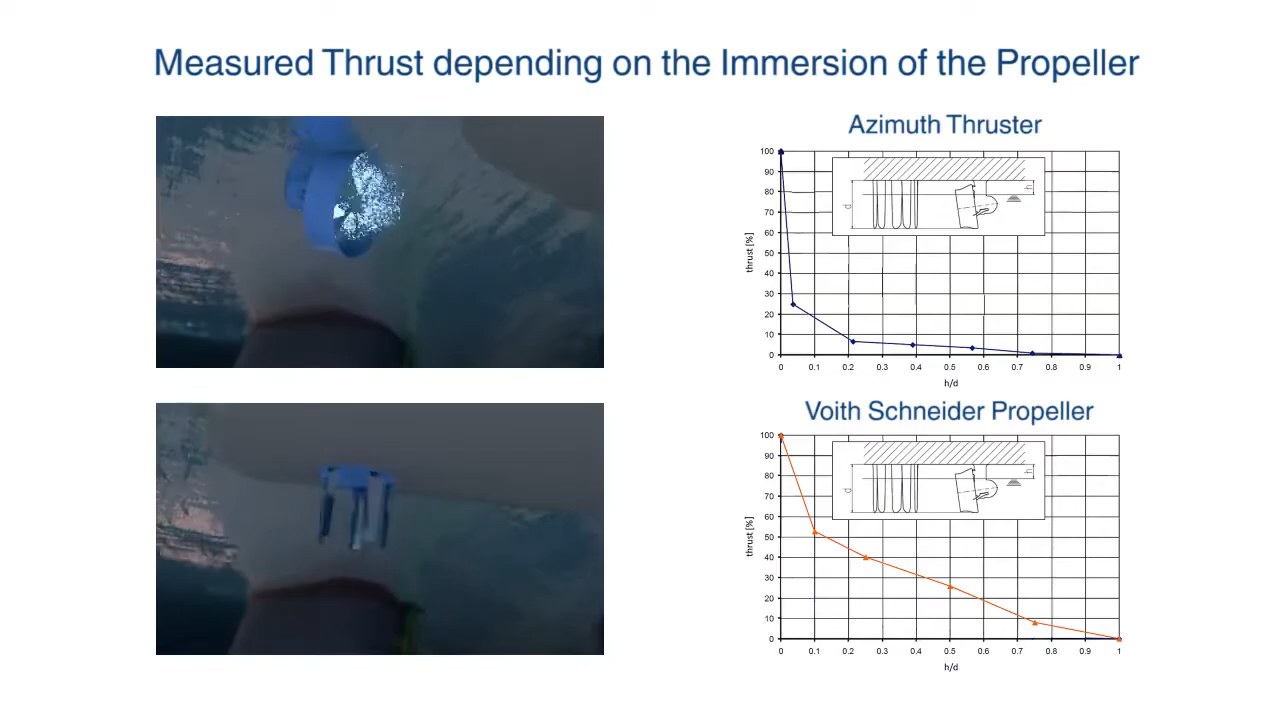 Measured Thrust depending on the Immersion of the Propeller
Azimuth Thruster
100
90
80
70
60
50
40
30
20
10
0
thrust [%]
d
h
0 0.1 0.2 0.3 0.4 0.5 0.6 0.7 0.8 0.9 1
h/d
Voith Schneider Propeller
100
90
80
70
60
50
40
30
20
10
0
thrust [%]
d
h
0 0.1 0.2 0.3 0.4 0.5 0.6 0.7 0.8 0.9 1
h/d